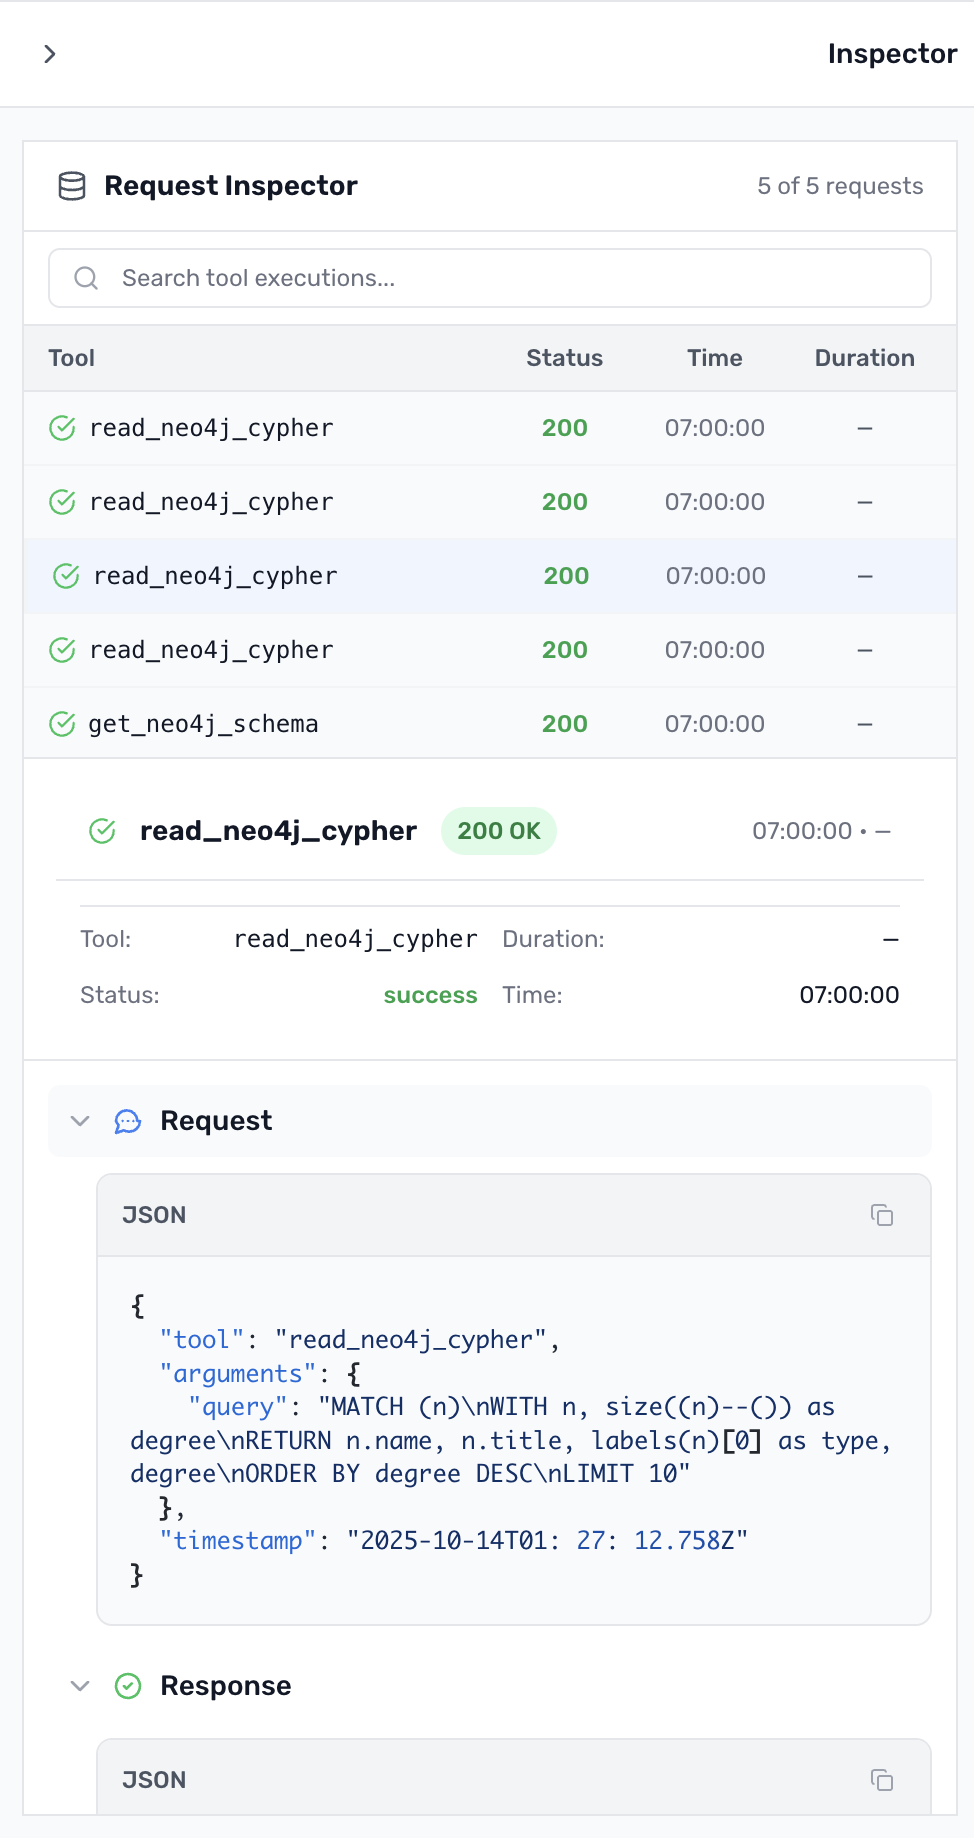 Inspector
Request Inspector
5 of 5 requests
Search tool executions...
Tool Status Time Duration
read_neo4j_cypher 200 07:00:00 —
read_neo4j_cypher 200 07:00:00 —
read_neo4j_cypher 200 07:00:00 —
read_neo4j_cypher 200 07:00:00 —
get_neo4j_schema 200 07:00:00 —
read_neo4j_cypher 200 OK 07:00:00 • —
Tool: read_neo4j_cypher Duration: —
Status: success Time: 07:00:00
Request
JSON
{
  "tool": "read_neo4j_cypher",
  "arguments": {
    "query": "MATCH (n)\nWITH n, size((n)--()) as
degree\nRETURN n.name, n.title, labels(n)[0] as type,
degree\nORDER BY degree DESC\nLIMIT 10"
  },
  "timestamp": "2025-10-14T01: 27: 12.758Z"
}
Response
JSON